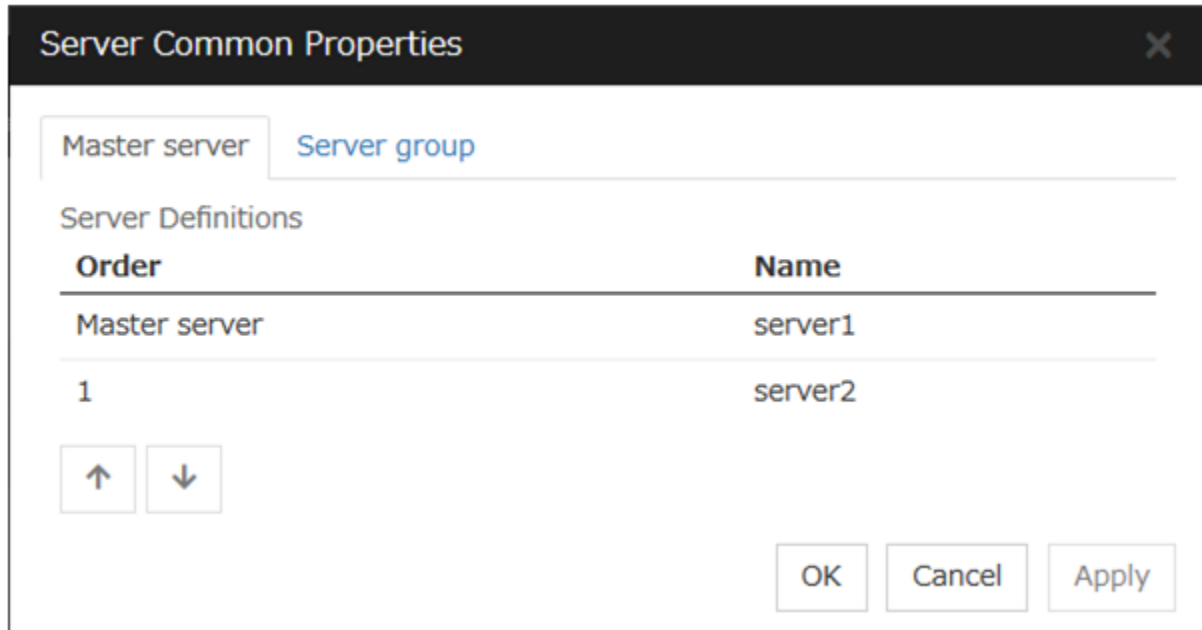 Server Common Properties
Master server Server group
Server Definitions
Order Name
Master server server1
1 server2
OK Cancel Apply